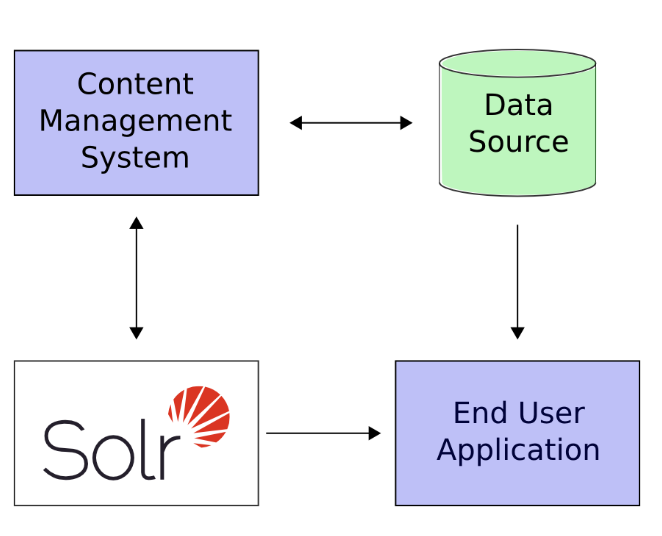 Content
Management
System
Data
Source
Solr
End User
Application